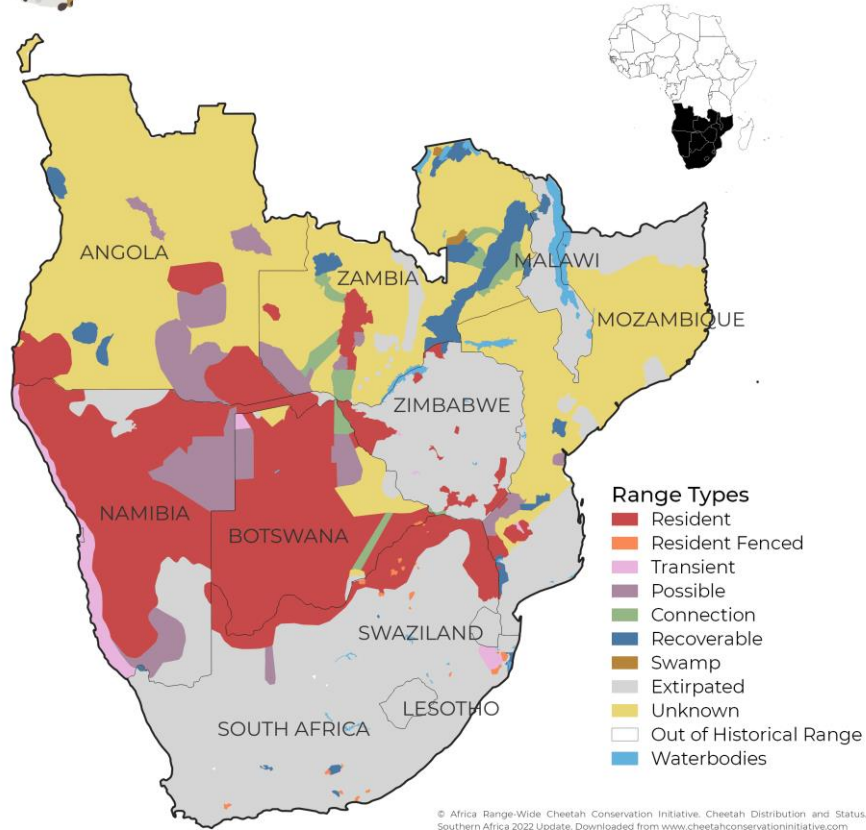 ANGOLA
ZAMBIA
MALAWI
MOZAMBIQUE
ZIMBABWE
NAMIBIA
BOTSWANA
SWAZILAND
LESOTHO
SOUTH AFRICA
Range Types
Resident
Resident Fenced
Transient
Possible
Connection
Recoverable
Swamp
Extirpated
Unknown
Out of Historical Range
Waterbodies
© Africa Range-Wide Cheetah Conservation Initiative. Cheetah Distribution and Status,
Southern Africa 2022 Update. Downloaded from www.cheetahconservationinitiative.com